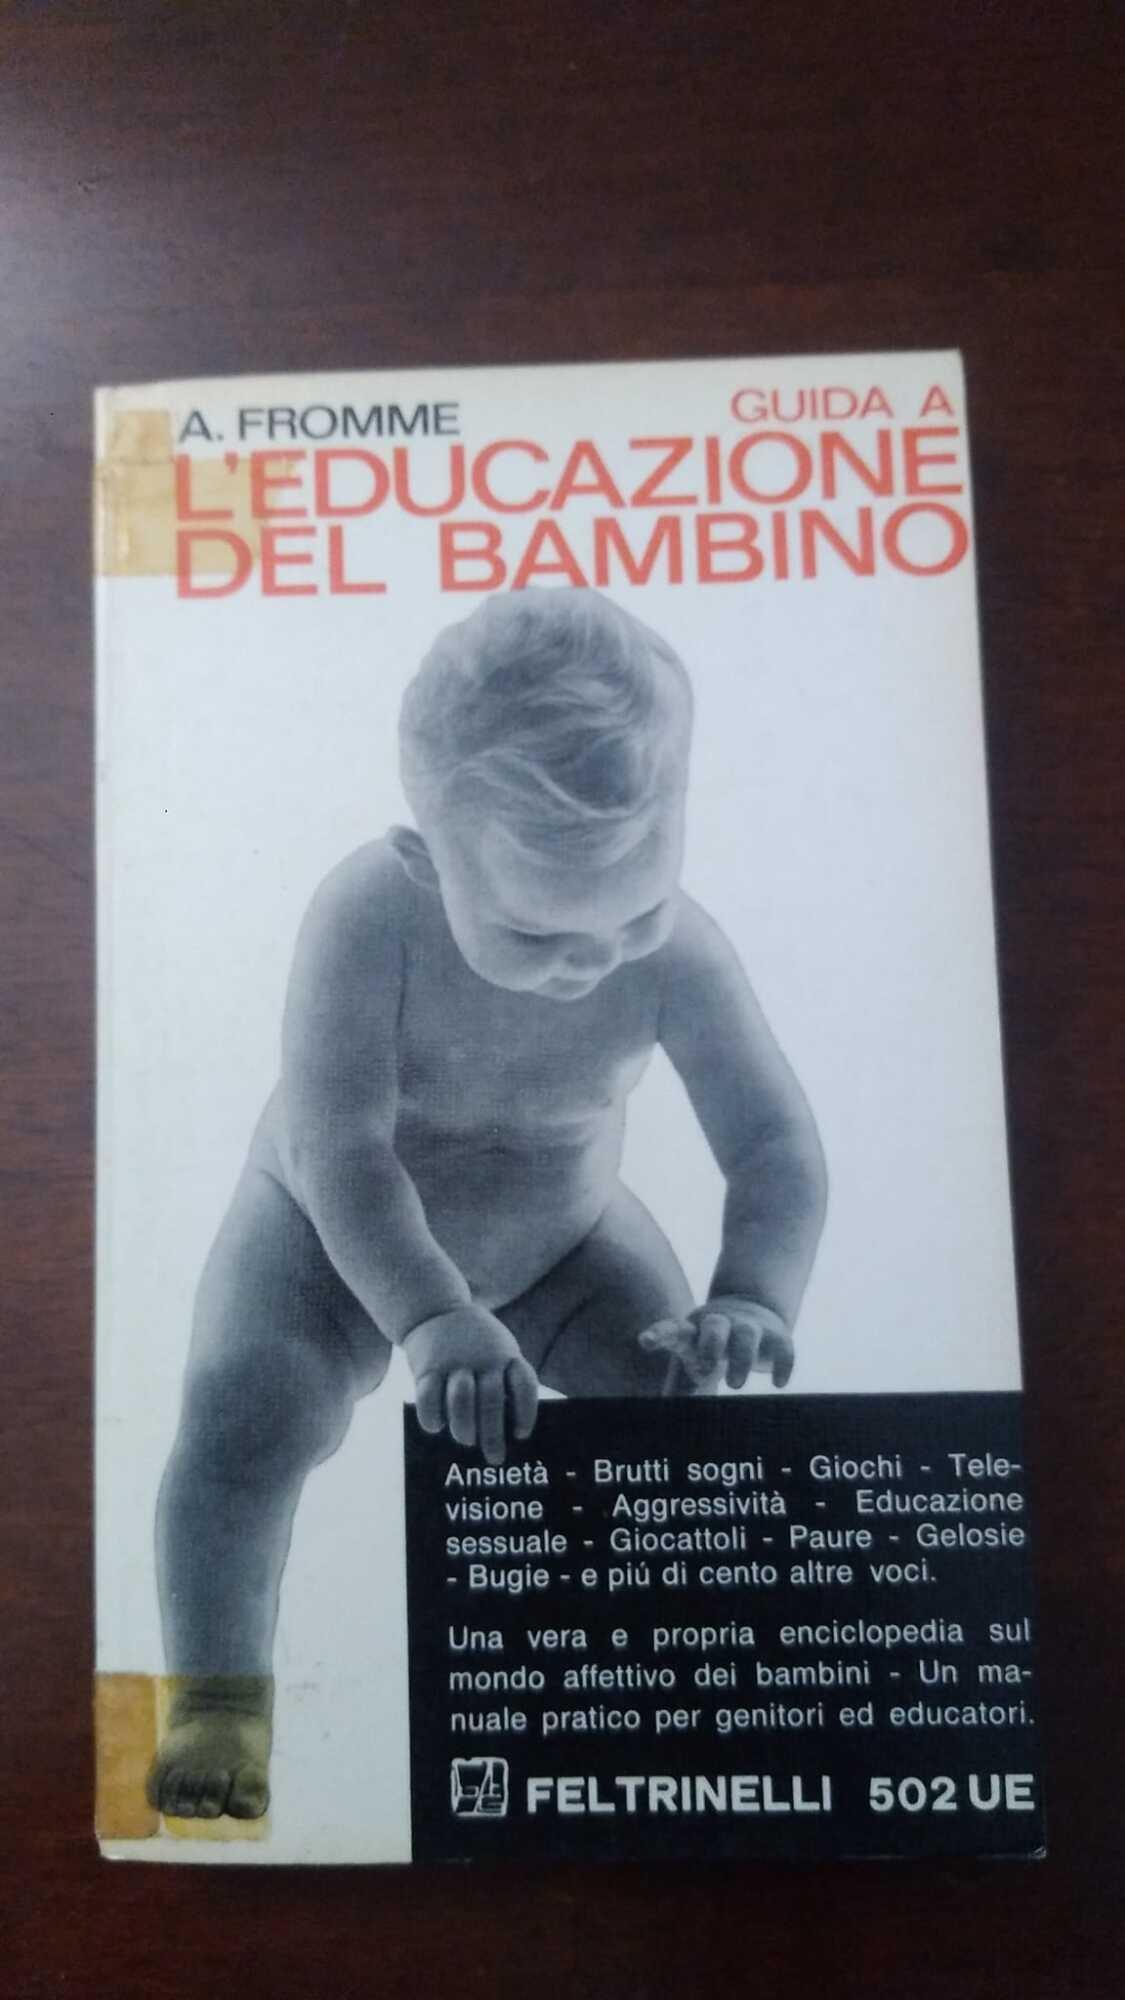 A. FROMME
GUIDA A
L'EDUCAZIONE
DEL BAMBINO
Ansietà - Brutti sogni - Giochi - Tele-
visione - Aggressività - Educazione
sessuale - Giocattoli - Paure - Gelosie
- Bugie - e piú di cento altre voci.
Una vera e propria enciclopedia sul
mondo affettivo dei bambini - Un ma-
nuale pratico per genitori ed educatori.
FELTRINELLI 502 UE